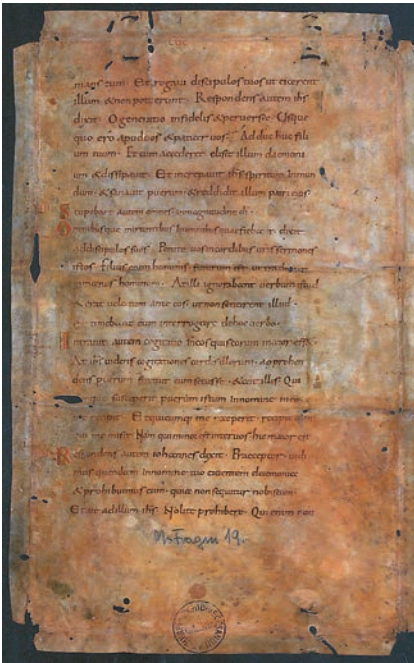 mans eum· Et rogavi discipulos tuos ut eicerent
illum· & non potuerunt· Respondens autem ihs
dixit· O generatio infidelis & perversa· Usque
quo ero apud vos & patiar vos· Adduc huc fili
um tuum· Et cum accederet· elisit illum daemoni
um & dissipavit· Et increpavit ihs spiritum inmun
dum· & sanavit puerum· & reddidit illum patri eius·
Stupebant autem omnes· in magnitudine di·
Omnibusque mirantibus in omnibus quae faciebat· dixit
ad discipulos suos· Ponite vos in cordibus vris sermones
istos· Filius enim hominis futurum est ut tradatur
in manus hominum· At illi ignorabant verbum istud
& erat velatum ante eos· ut non sentirent illud·
Et timebant eum interrogare de hoc verbo·
Intravit autem cogitatio in eos quis eorum maior esset·
At ihs videns cogitationes cordis illorum· adprehen
dens puerum statuit eum secus se· & ait illis· Qui
cumque susceperit puerum istum in nomine meo
me recipit· Et quicumq; me receperit· recipit eum
qui me misit· Nam qui minor est inter vos hic maior est
Respondens autem iohannes dixit· Praeceptor· vidi
mus quendam in nomine tuo eicientem daemonia·
& prohibuimus eum· quia non sequitur nobiscum·
Et ait ad illum ihs· Nolite prohibere· Qui enim non
Ms Fragm 19.